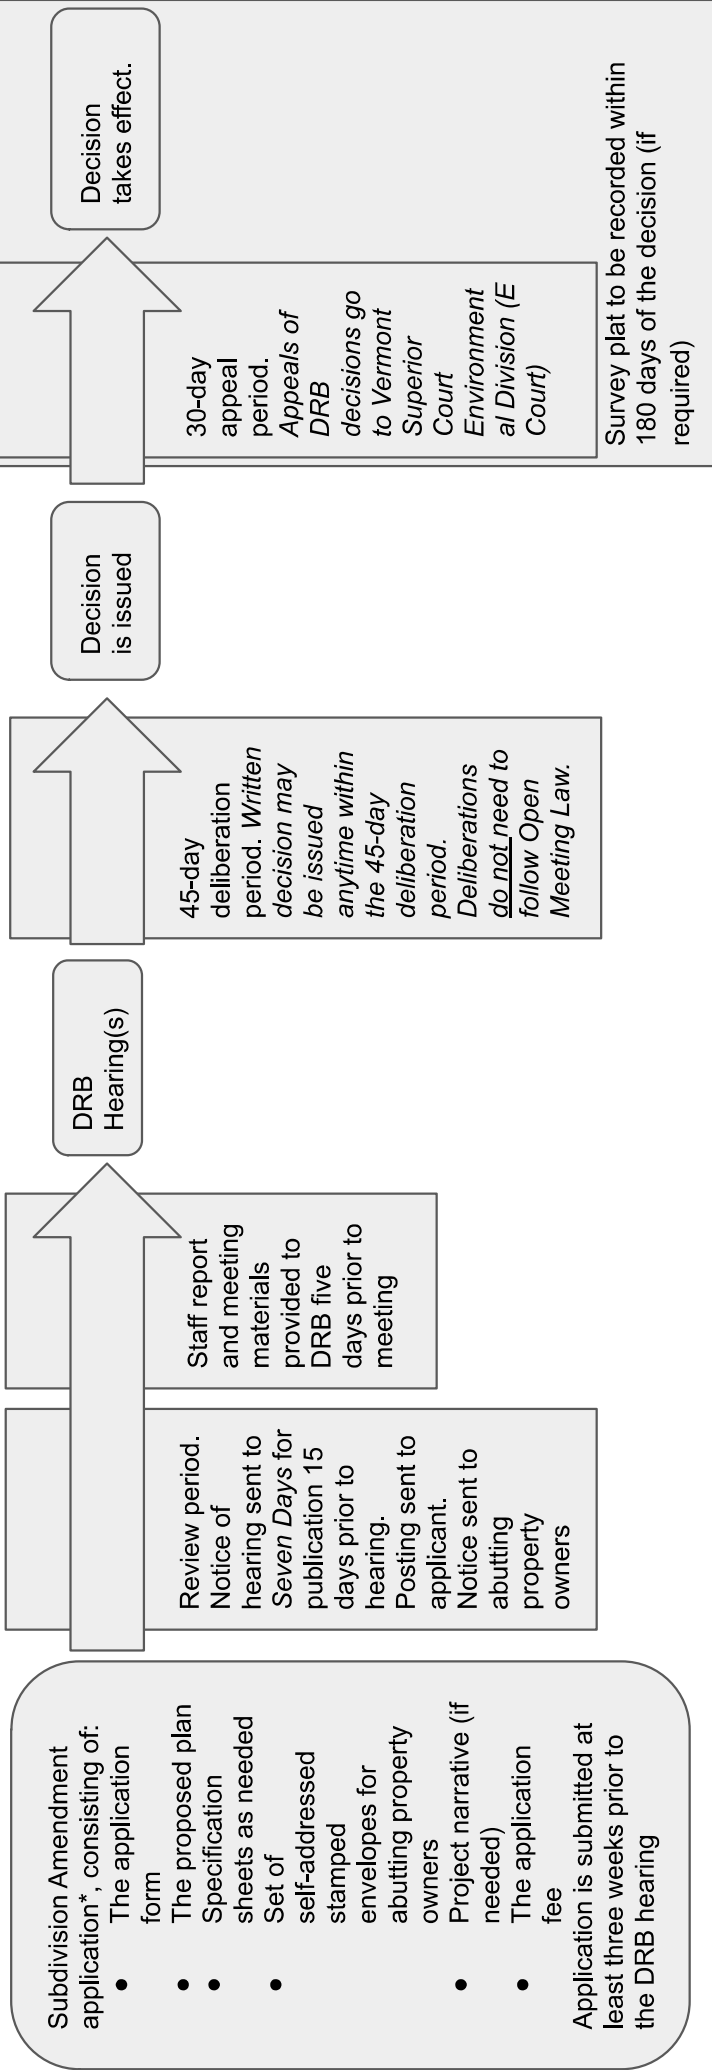 Subdivision Amendment
application*, consisting of:
● The application
form
● The proposed plan
● Specification
sheets as needed
● Set of
self-addressed
stamped
envelopes for
abutting property
owners
● Project narrative (if
needed)
● The application
fee
Application is submitted at
least three weeks prior to
the DRB hearing
Review period.
Notice of
hearing sent to
Seven Days for
publication 15
days prior to
hearing.
Posting sent to
applicant.
Notice sent to
abutting
property
owners
Staff report
and meeting
materials
provided to
DRB five
days prior to
meeting
DRB
Hearing(s)
45-day
deliberation
period. Written
decision may
be issued
anytime within
the 45-day
deliberation
period.
Deliberations
do not need to
follow Open
Meeting Law.
Decision
is issued
30-day
appeal
period.
Appeals of
DRB
decisions go
to Vermont
Superior
Court
Environment
al Division (E
Court)
Decision
takes effect.
Survey plat to be recorded within
180 days of the decision (if
required)